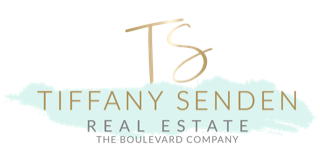 TS
TIFFANY SENDEN
REAL ESTATE
THE BOULEVARD COMPANY